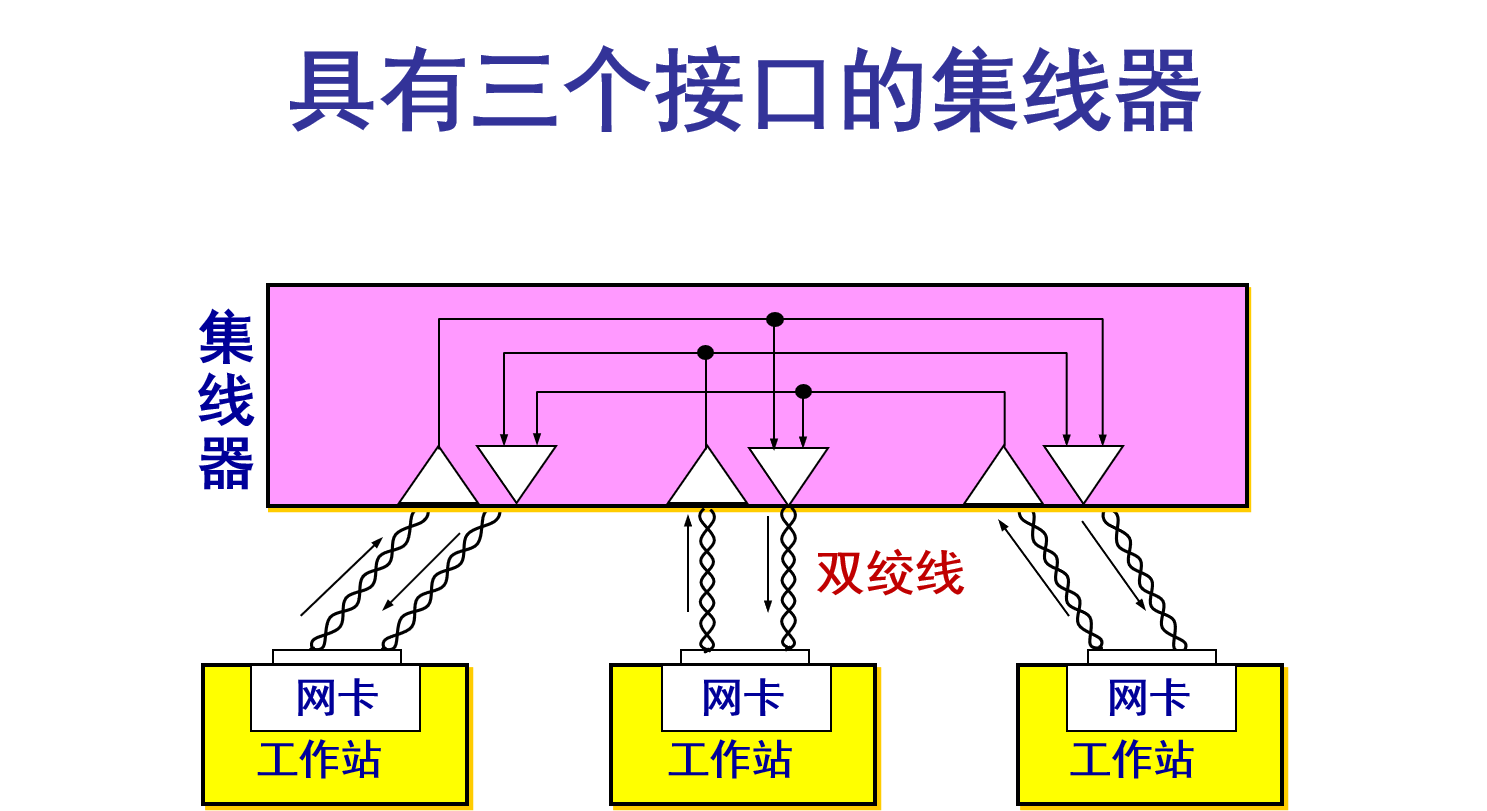 具有三个接口的集线器
集线器
双绞线
网卡
网卡
网卡
工作站
工作站
工作站